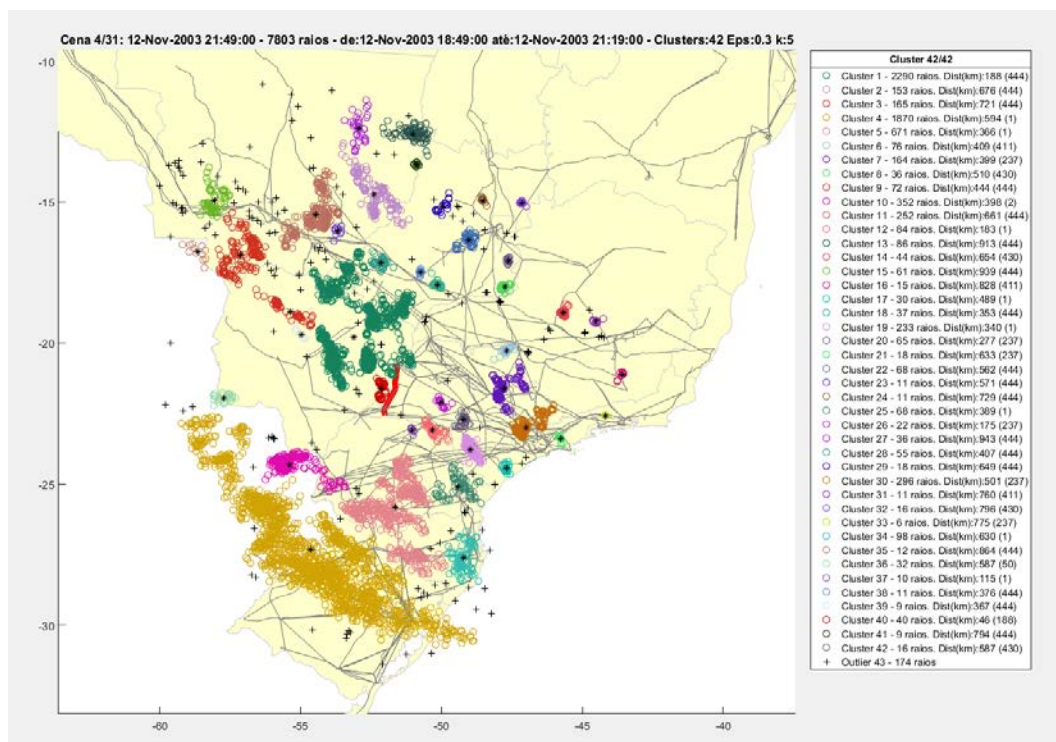 Cena 4/31: 12-Nov-2003 21:49:00 - 7803 raios - de:12-Nov-2003 18:49:00 até:12-Nov-2003 21:19:00 - Clusters:42 Eps:0.3 k:5
-10
-15
-20
-25
-30
-60
-55
-50
-45
-40
Cluster 42/42
Cluster 1 - 2290 raios. Dist(km):188 (444)
Cluster 2 - 153 raios. Dist(km):676 (444)
Cluster 3 - 165 raios. Dist(km):721 (444)
Cluster 4 - 1870 raios. Dist(km):594 (1)
Cluster 5 - 671 raios. Dist(km):366 (1)
Cluster 6 - 76 raios. Dist(km):409 (411)
Cluster 7 - 164 raios. Dist(km):399 (237)
Cluster 8 - 36 raios. Dist(km):510 (430)
Cluster 9 - 72 raios. Dist(km):444 (444)
Cluster 10 - 352 raios. Dist(km):398 (2)
Cluster 11 - 252 raios. Dist(km):661 (444)
Cluster 12 - 84 raios. Dist(km):183 (1)
Cluster 13 - 86 raios. Dist(km):913 (444)
Cluster 14 - 44 raios. Dist(km):654 (430)
Cluster 15 - 61 raios. Dist(km):939 (444)
Cluster 16 - 15 raios. Dist(km):828 (411)
Cluster 17 - 30 raios. Dist(km):489 (1)
Cluster 18 - 37 raios. Dist(km):353 (444)
Cluster 19 - 233 raios. Dist(km):340 (1)
Cluster 20 - 65 raios. Dist(km):277 (237)
Cluster 21 - 18 raios. Dist(km):633 (237)
Cluster 22 - 68 raios. Dist(km):562 (444)
Cluster 23 - 11 raios. Dist(km):571 (444)
Cluster 24 - 11 raios. Dist(km):729 (444)
Cluster 25 - 68 raios. Dist(km):389 (1)
Cluster 26 - 22 raios. Dist(km):175 (237)
Cluster 27 - 36 raios. Dist(km):943 (444)
Cluster 28 - 55 raios. Dist(km):407 (444)
Cluster 29 - 18 raios. Dist(km):649 (444)
Cluster 30 - 296 raios. Dist(km):501 (237)
Cluster 31 - 11 raios. Dist(km):760 (411)
Cluster 32 - 16 raios. Dist(km):796 (430)
Cluster 33 - 6 raios. Dist(km):775 (237)
Cluster 34 - 98 raios. Dist(km):630 (1)
Cluster 35 - 12 raios. Dist(km):864 (444)
Cluster 36 - 32 raios. Dist(km):587 (50)
Cluster 37 - 10 raios. Dist(km):115 (1)
Cluster 38 - 11 raios. Dist(km):376 (444)
Cluster 39 - 9 raios. Dist(km):367 (444)
Cluster 40 - 40 raios. Dist(km):46 (188)
Cluster 41 - 9 raios. Dist(km):794 (444)
Cluster 42 - 16 raios. Dist(km):587 (430)
Outlier 43 - 174 raios